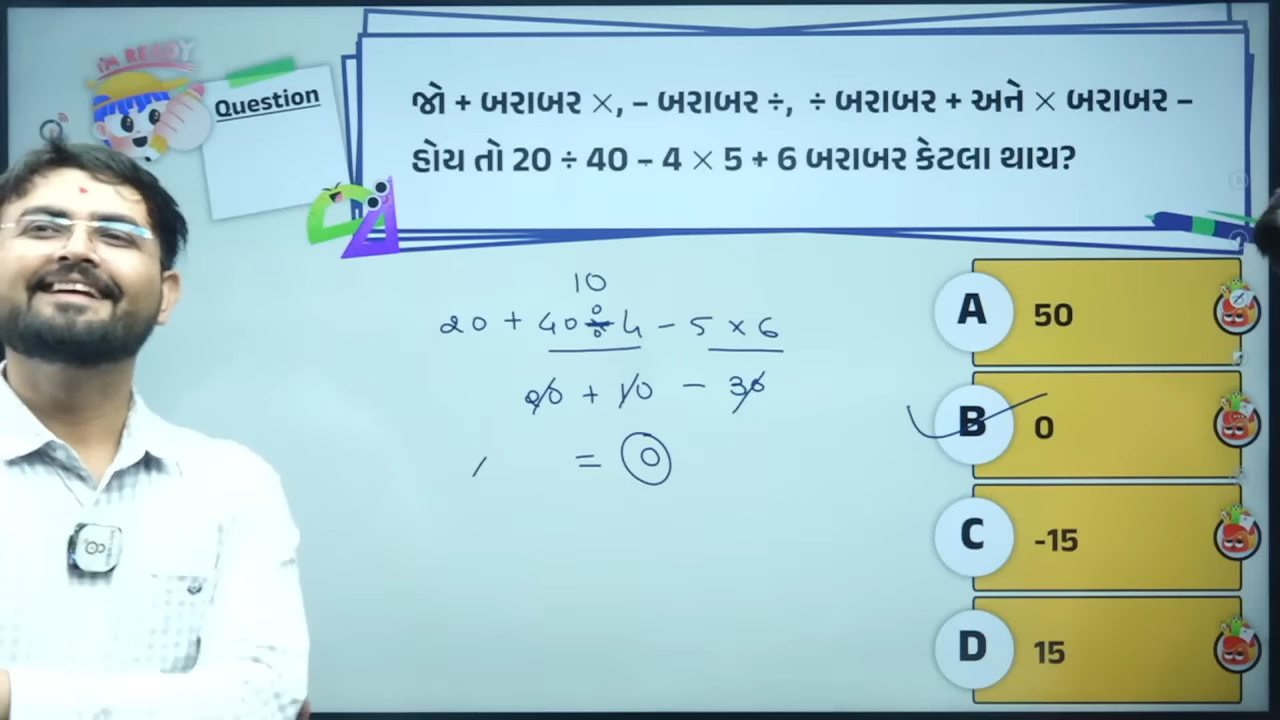 I'M READY
Question
જો + બરાબર ×, – બરાબર ÷, ÷ બરાબર + અને × બરાબર –
હોય તો 20 ÷ 40 – 4 × 5 + 6 બરાબર કેટલા થાય?
10
20 + 40 ÷ 4 – 5 × 6
20 + 10 – 30
= 0
A 50
B 0
C -15
D 15